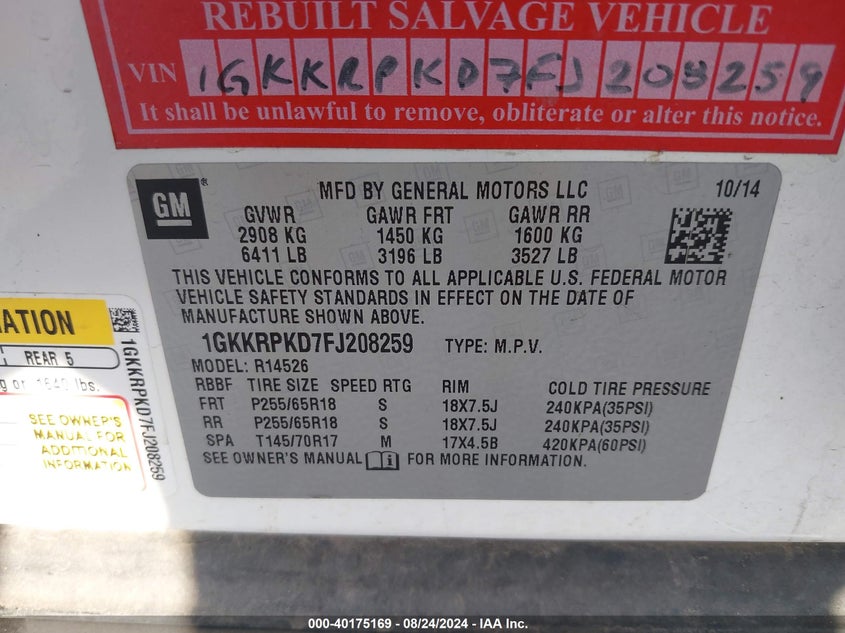 REBUILT SALVAGE VEHICLE
VIN 1GKKRPKD7FJ208259
It shall be unlawful to remove, obliterate or alter this notice.
GM ®
MFD BY GENERAL MOTORS LLC 10/14
GVWR GAWR FRT GAWR RR
2908 KG 1450 KG 1600 KG
6411 LB 3196 LB 3527 LB
THIS VEHICLE CONFORMS TO ALL APPLICABLE U.S. FEDERAL MOTOR
VEHICLE SAFETY STANDARDS IN EFFECT ON THE DATE OF
MANUFACTURE SHOWN ABOVE.
1GKKRPKD7FJ208259 TYPE: M.P.V.
MODEL: R14526
RBBF TIRE SIZE SPEED RTG RIM COLD TIRE PRESSURE
FRT P255/65R18 S 18X7.5J 240KPA(35PSI)
RR P255/65R18 S 18X7.5J 240KPA(35PSI)
SPA T145/70R17 M 17X4.5B 420KPA(60PSI)
SEE OWNER'S MANUAL FOR MORE INFORMATION.
MATION
REAR 5
or 1640 lbs.
SEE OWNER'S
MANUAL FOR
ADDITIONAL
INFORMATION
1GKKRPKD7FJ208259
000-40175169 - 08/24/2024 - IAA Inc.